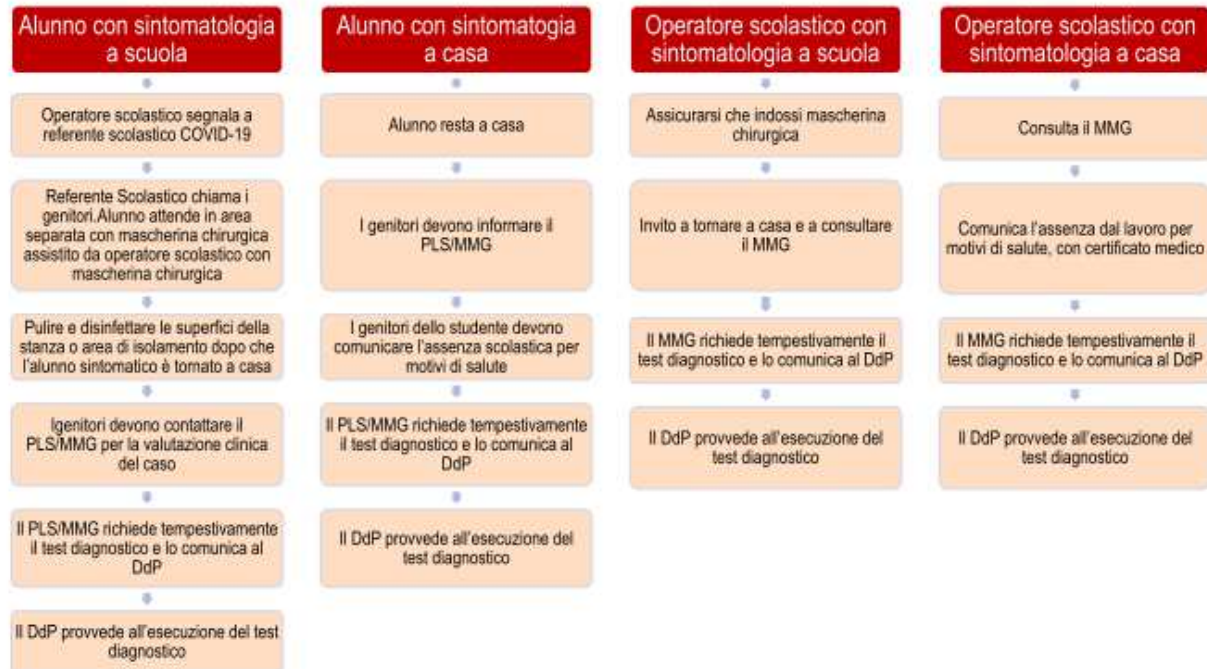 Alunno con sintomatologia
a scuola
Operatore scolastico segnala a
referente scolastico COVID-19
Referente Scolastico chiama i
genitori.Alunno attende in area
separata con mascherina chirurgica
assistito da operatore scolastico con
mascherina chirurgica
Pulire e disinfettare le superfici della
stanza o area di isolamento dopo che
l'alunno sintomatico è tornato a casa
Igenitori devono contattare il
PLS/MMG per la valutazione clinica
del caso
Il PLS/MMG richiede tempestivamente
il test diagnostico e lo comunica al
DdP
Il DdP provvede all'esecuzione del test
diagnostico
Alunno con sintomatogia
a casa
Alunno resta a casa
I genitori devono informare il
PLS/MMG
I genitori dello studente devono
comunicare l'assenza scolastica per
motivi di salute
Il PLS/MMG richiede tempestivamente
il test diagnostico e lo comunica al
DdP
Il DdP provvede all'esecuzione del
test diagnostico
Operatore scolastico con
sintomatologia a scuola
Assicurarsi che indossi mascherina
chirurgica
Invito a tornare a casa e a consultare
il MMG
Il MMG richiede tempestivamente il
test diagnostico e lo comunica al DdP
Il DdP provvede all'esecuzione del
test diagnostico
Operatore scolastico con
sintomatologia a casa
Consulta il MMG
Comunica l'assenza dal lavoro per
motivi di salute, con certificato medico
Il MMG richiede tempestivamente il
test diagnostico e lo comunica al DdP
Il DdP provvede all'esecuzione del
test diagnostico